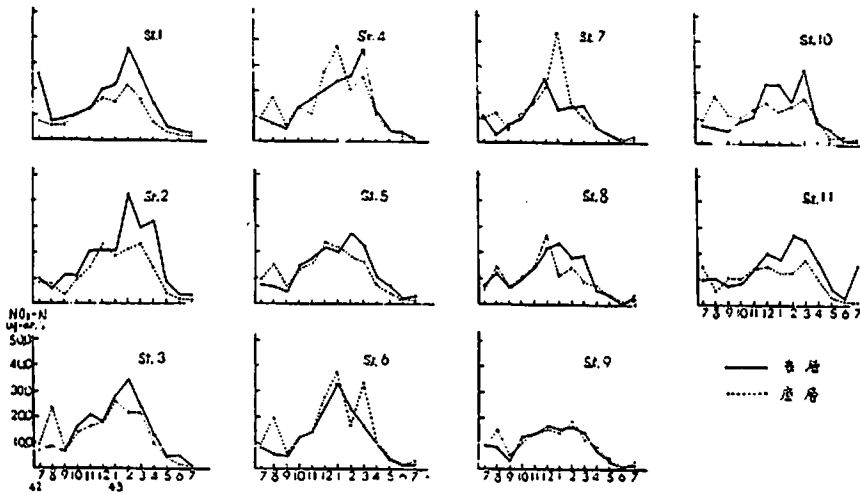 St.1
St.4
St.7
St.10
St.2
St.5
St.8
St.11
NO3-N
500
400
300
200
100
St.3
St.6
St.9
表層
底層
7 8 9 10 11 12 1 2 3 4 5 6 7
7 8 9 10 11 12 1 2 3 4 5 6 7
7 8 9 10 11 12 1 2 3 4 5 6 7
7 8 9 10 11 12 1 2 3 4 5 6 7
42 43